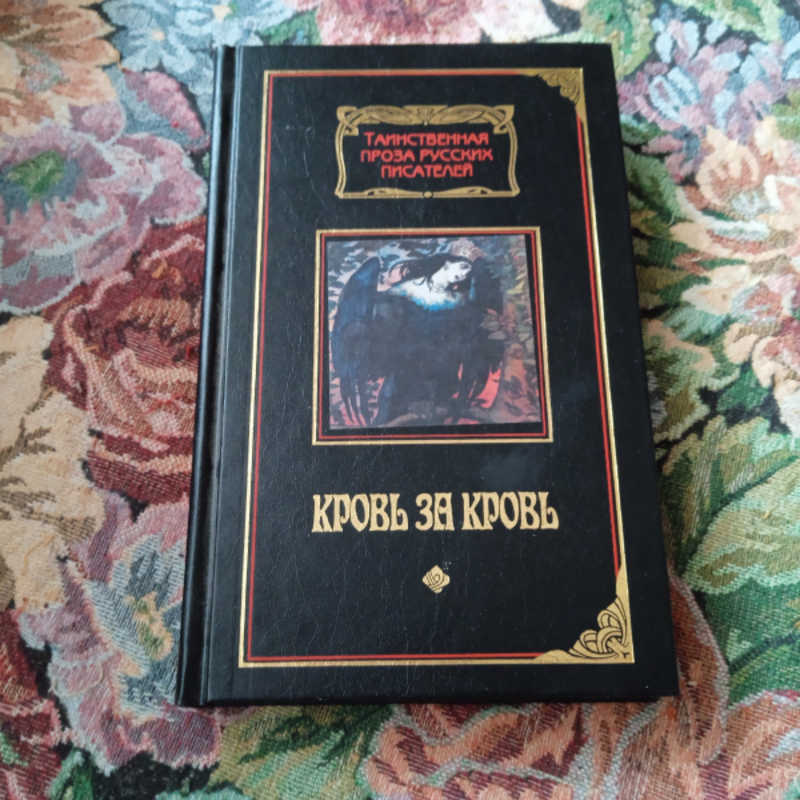 Таинственная
проза русских
писателей
КРОВЬ ЗА КРОВЬ